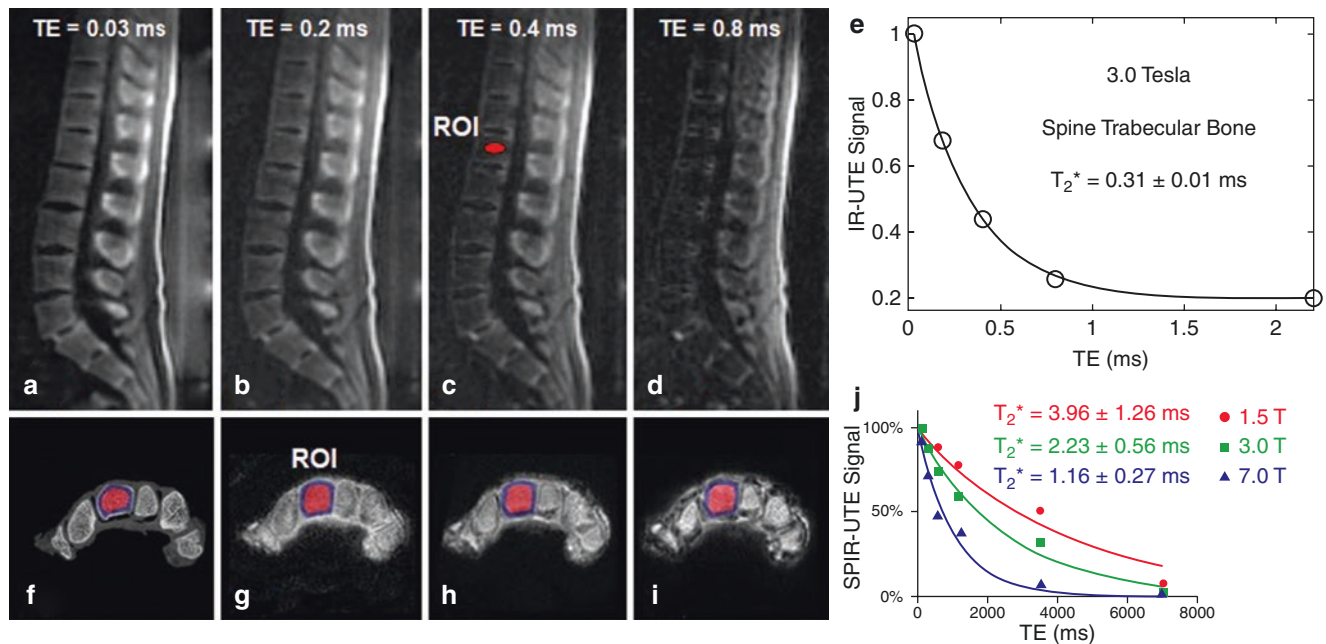 TE = 0.03 ms
TE = 0.2 ms
TE = 0.4 ms
TE = 0.8 ms
ROI
a
b
c
d
e
1
0.8
0.6
0.4
0.2
IR-UTE Signal
3.0 Tesla
Spine Trabecular Bone
T2* = 0.31 ± 0.01 ms
0
0.5
1
1.5
2
TE (ms)
ROI
f
g
h
i
j
T2* = 3.96 ± 1.26 ms
1.5 T
T2* = 2.23 ± 0.56 ms
3.0 T
T2* = 1.16 ± 0.27 ms
7.0 T
100%
50%
0%
SPIR-UTE Signal
0
2000
4000
6000
8000
TE (ms)